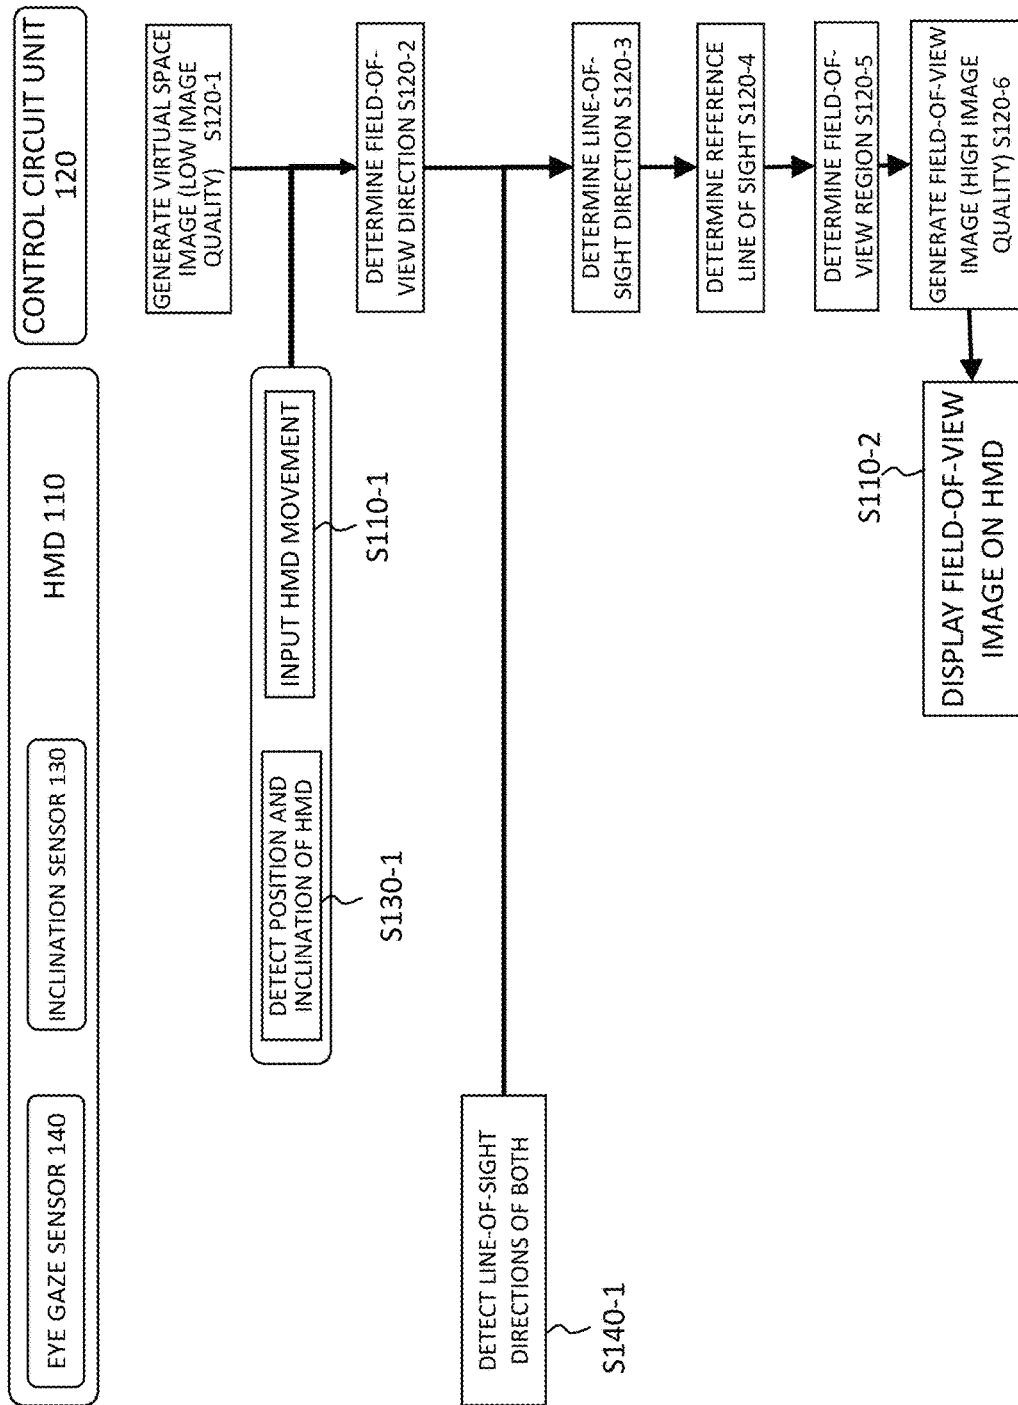 EYE GAZE SENSOR 140
INCLINATION SENSOR 130
HMD 110
CONTROL CIRCUIT UNIT
120
GENERATE VIRTUAL SPACE
IMAGE (LOW IMAGE
QUALITY) S120-1
DETECT POSITION AND
INCLINATION OF HMD
S130-1
INPUT HMD MOVEMENT
S110-1
DETERMINE FIELD-OF-
VIEW DIRECTION S120-2
DETECT LINE-OF-SIGHT
DIRECTIONS OF BOTH
S140-1
DETERMINE LINE-OF-
SIGHT DIRECTION S120-3
DETERMINE REFERENCE
LINE OF SIGHT S120-4
DETERMINE FIELD-OF-
VIEW REGION S120-5
GENERATE FIELD-OF-VIEW
IMAGE (HIGH IMAGE
QUALITY) S120-6
S110-2
DISPLAY FIELD-OF-VIEW
IMAGE ON HMD